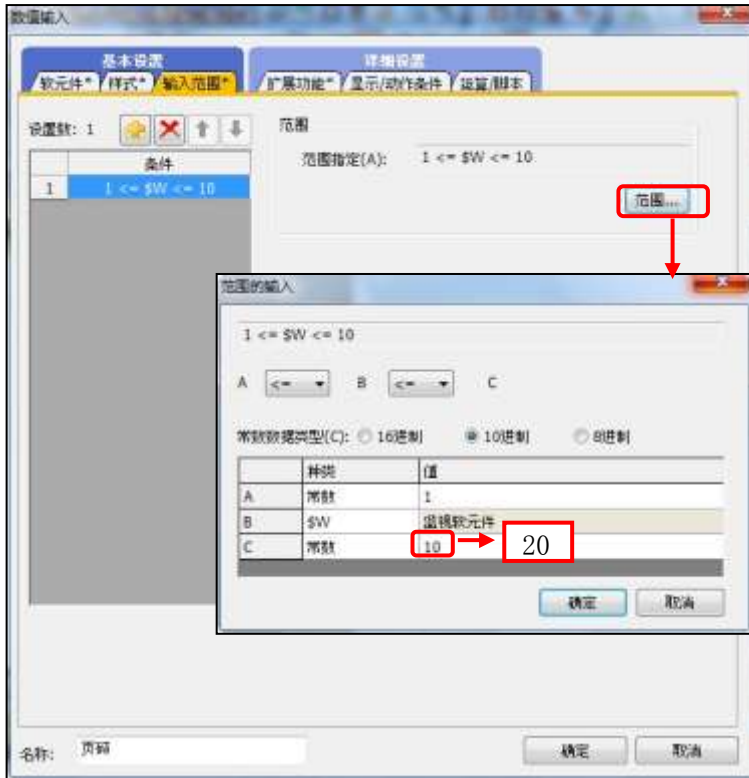 数值输入
基本设置
详细设置
软元件*
样式*
输入范围*
扩展功能*
显示/动作条件
运算/脚本
设置数: 1
范围
条件
范围指定(A): 1 <= $W <= 10
1 1 <= $W <= 10
范围...
范围的输入
1 <= $W <= 10
A <= B <= C
常数数据类型(C): 16进制 10进制 8进制
种类 值
A 常数 1
B $W 监视软元件
C 常数 10 20
确定 取消
名称: 页码
确定 取消